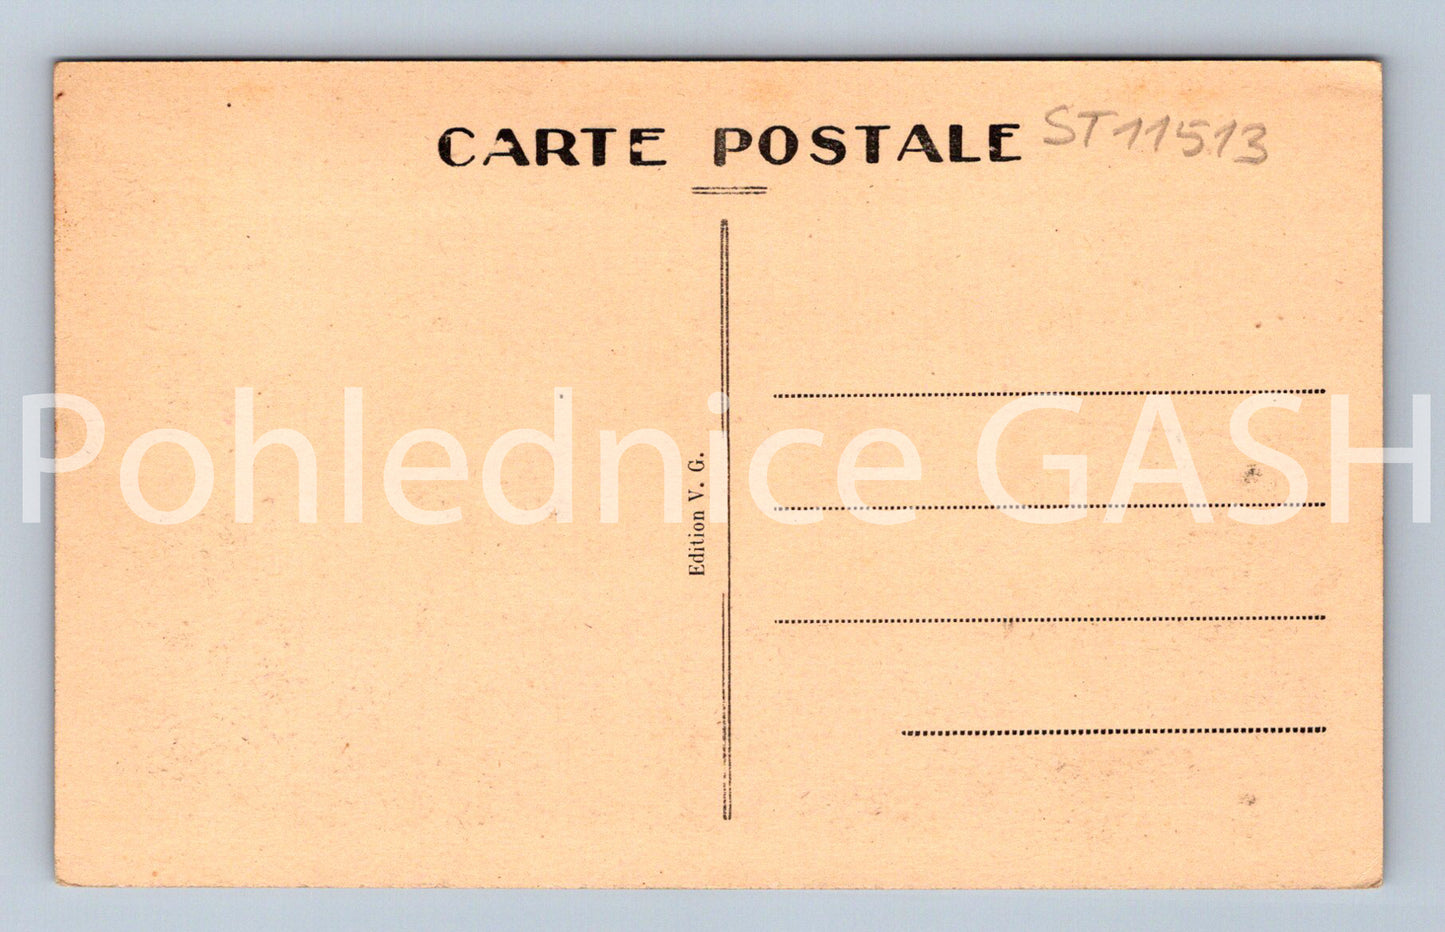 CARTE POSTALE
ST11513
Edition V. G.
Pohlednice GASH